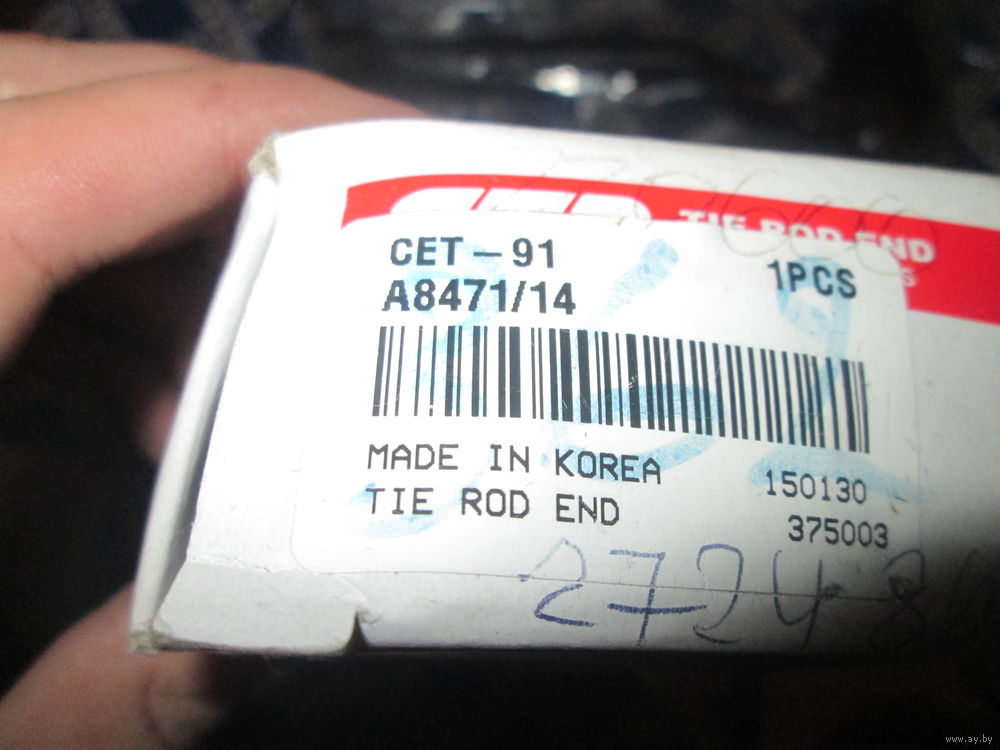 TIE ROD END
CET – 91
1PCS
A8471/14
MADE IN KOREA
150130
TIE ROD END
375003
2724
www.ay.by